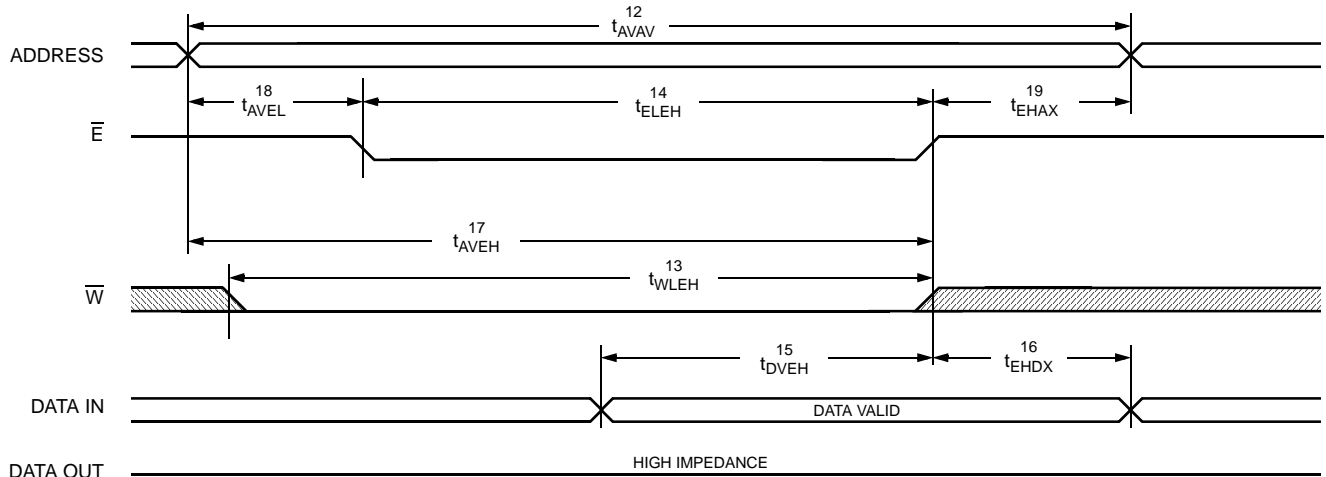 12
tAVAV
ADDRESS
18
tAVEL
14
tELEH
19
tEHAX
E
17
tAVEH
13
tWLEH
W
15
tDVEH
16
tEHDX
DATA IN
DATA VALID
HIGH IMPEDANCE
DATA OUT